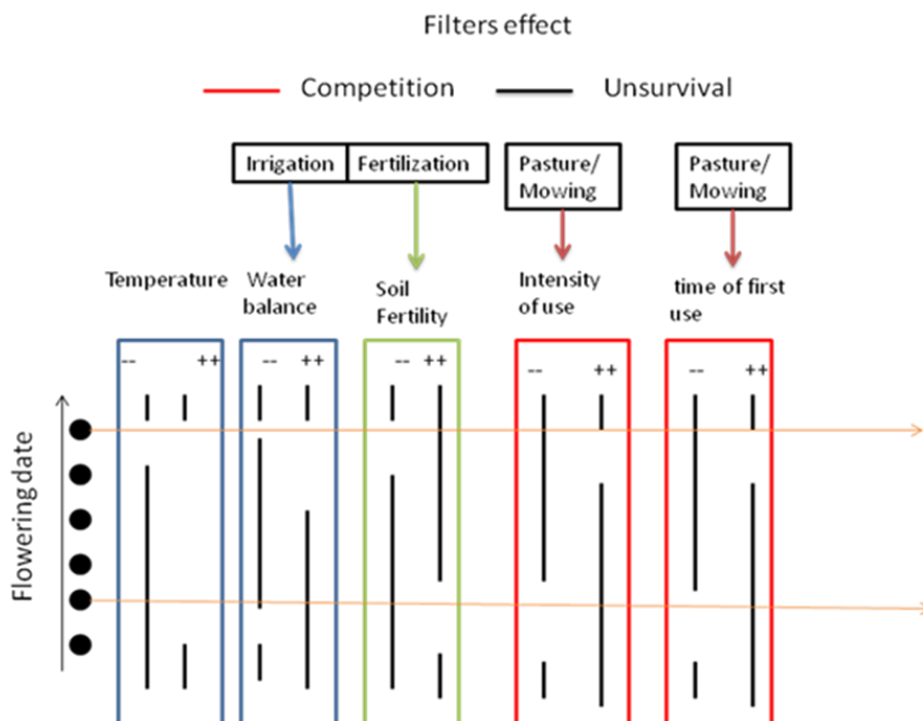 Filters effect
Competition
Unsurvival
Irrigation
Fertilization
Pasture/
Mowing
Pasture/
Mowing
Temperature
Water
balance
Soil
Fertility
Intensity
of use
time of first
use
-- ++
-- ++
-- ++
-- ++
-- ++
Flowering date